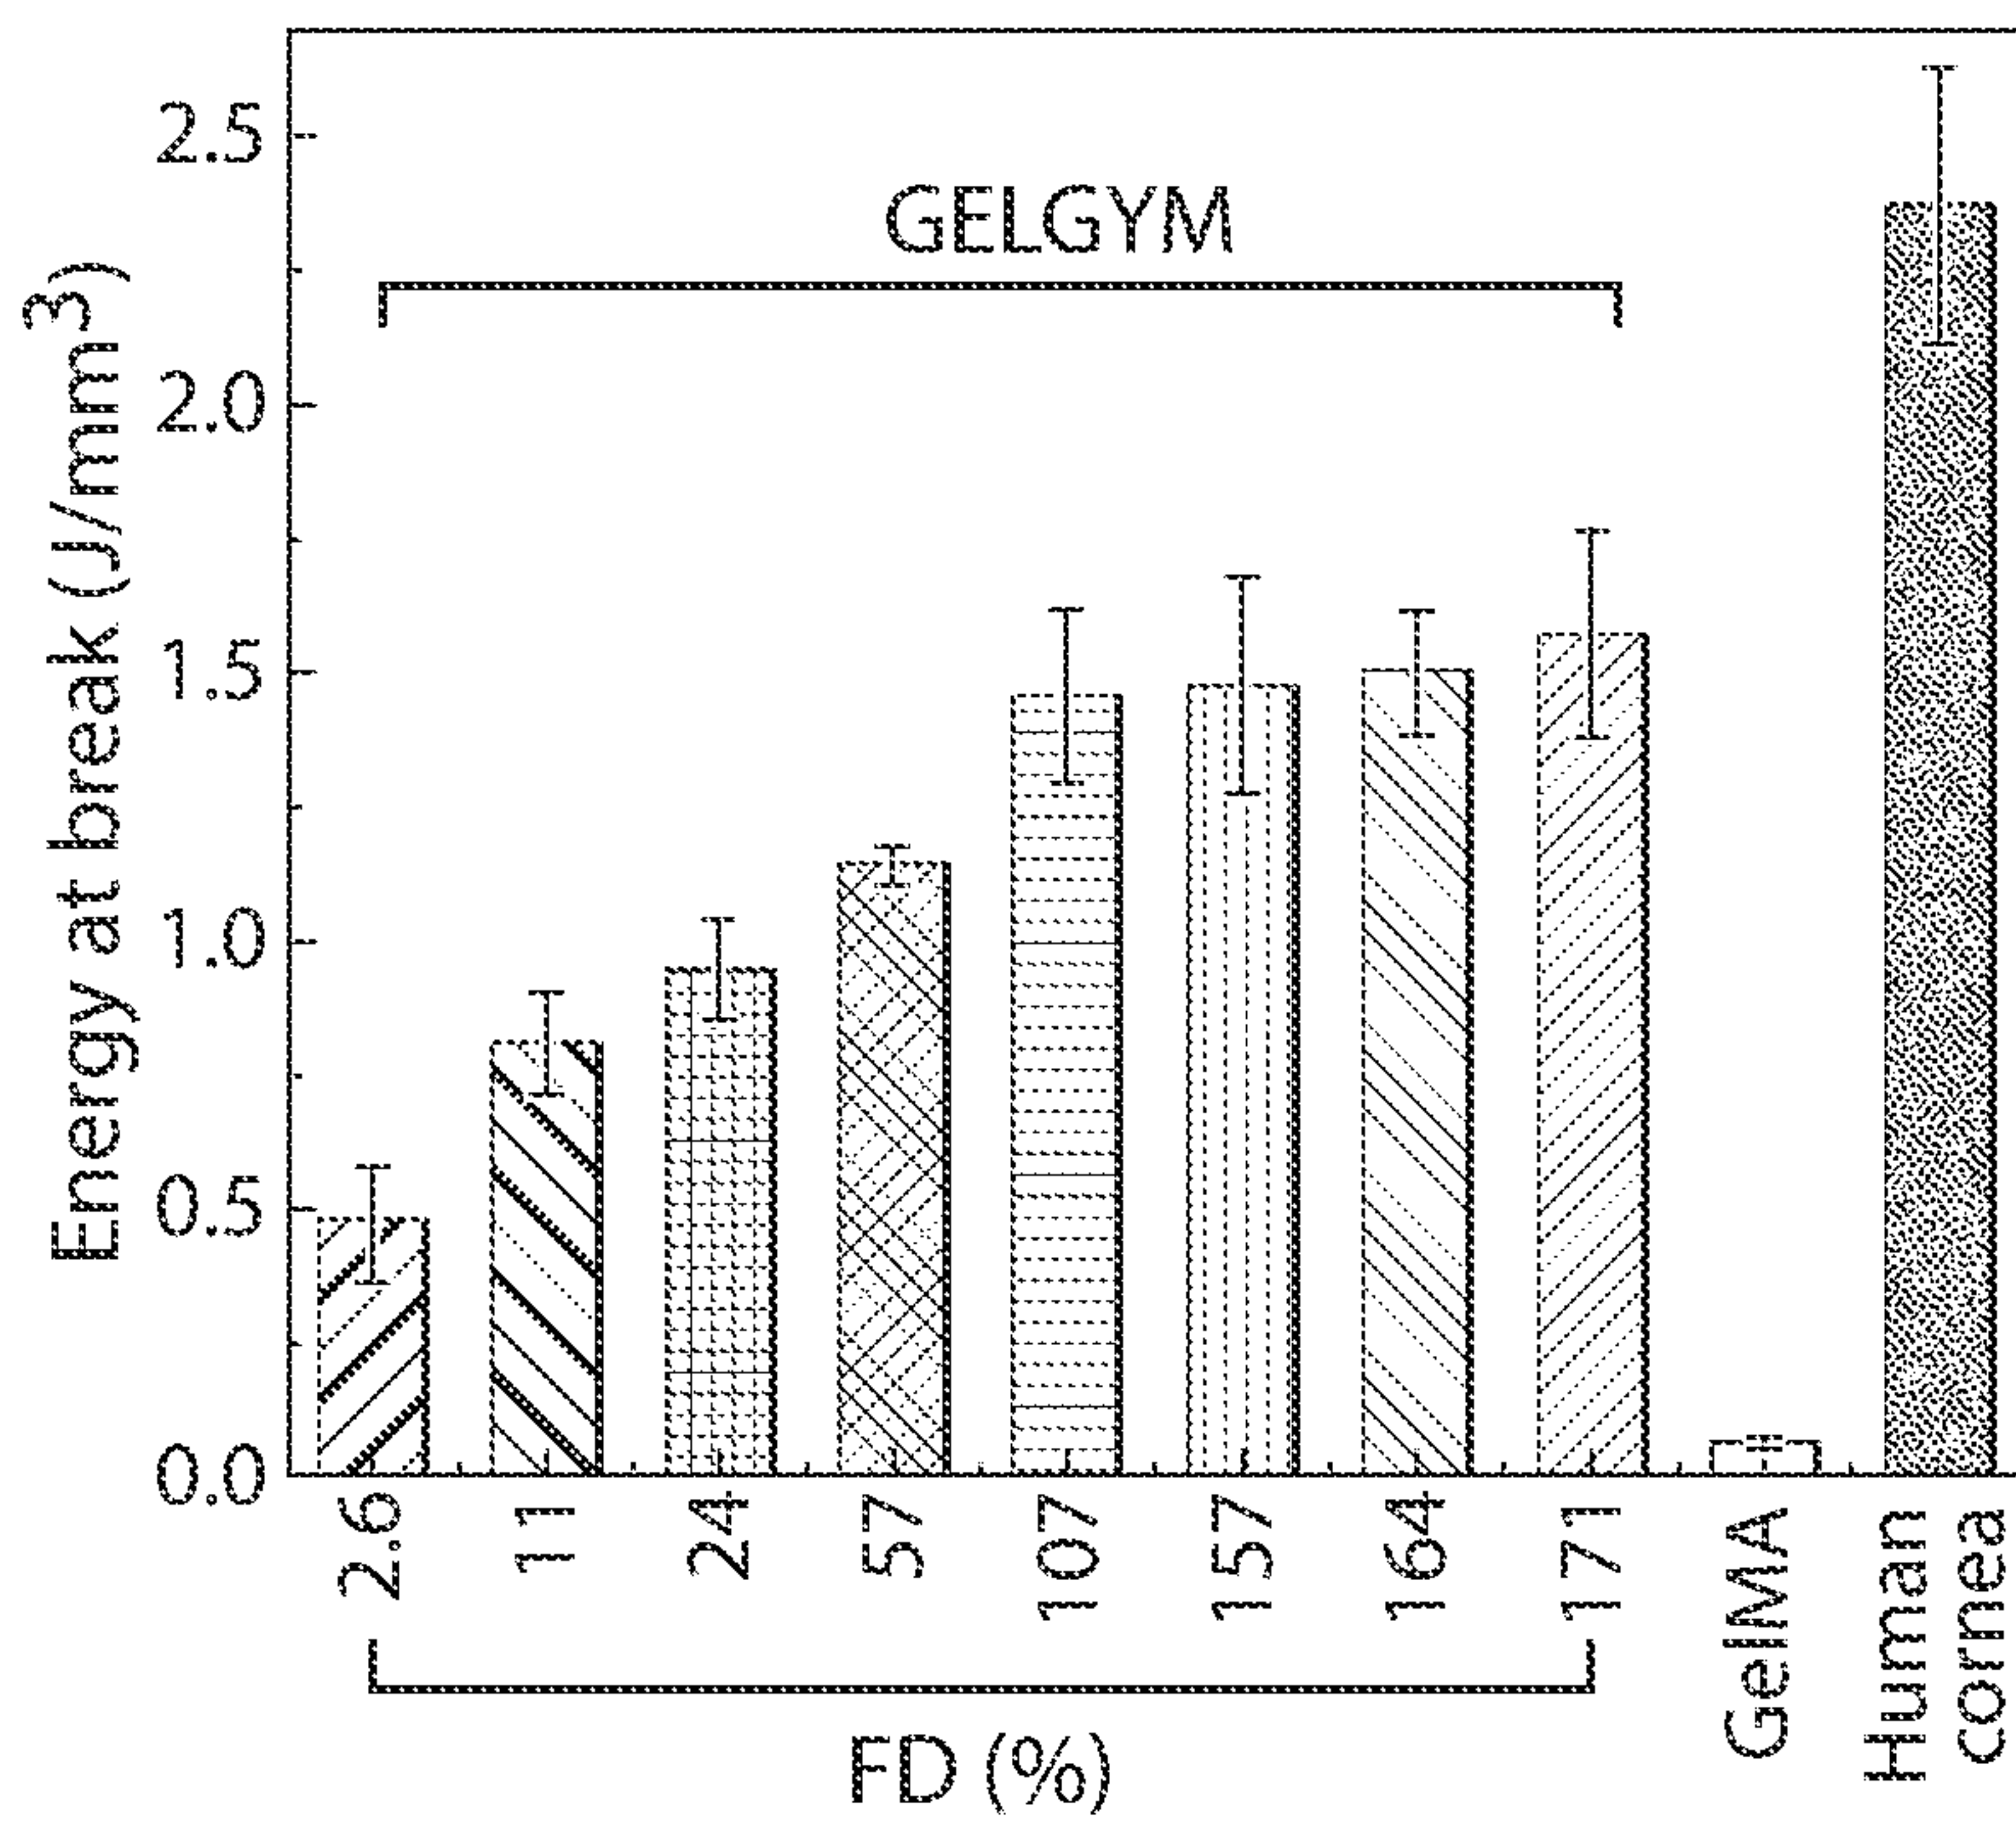 Energy at break (J/mm³)
2.5
2.0
1.5
1.0
0.5
0.0
GELGYM
2.6
11
24
57
107
157
164
171
GelMA
Human
cornea
FD (%)